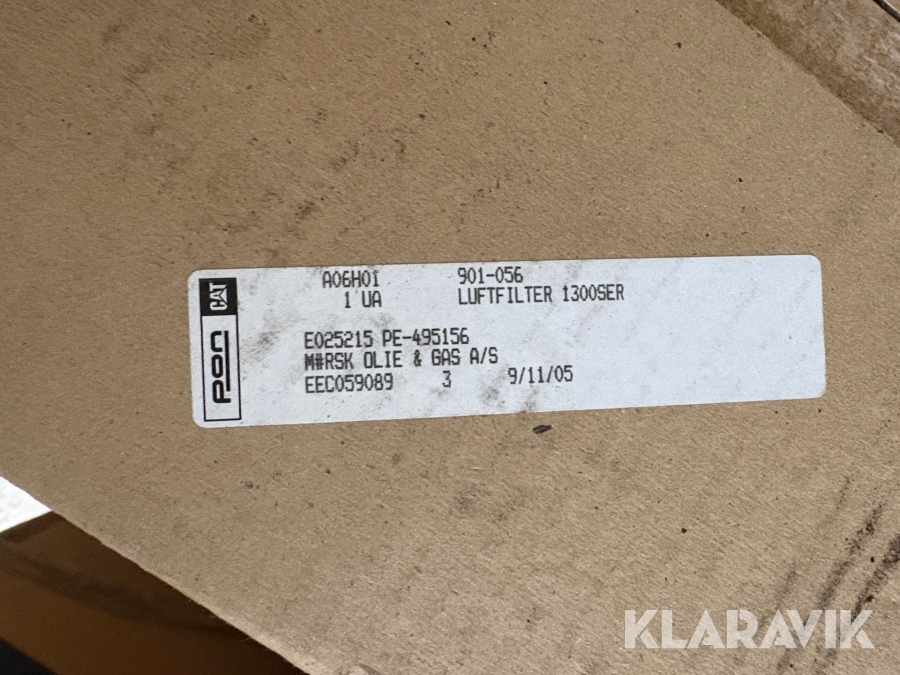 A06H01 901-056
1 UA LUFTFILTER 1300SER
E025215 PE-495156
M#RSK OLIE & GAS A/S
EEC059089 3 9/11/05
pon CAT
KLARAVIK